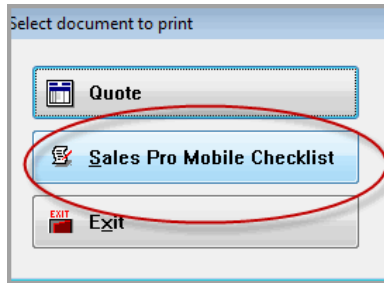 Select document to print
Quote
Sales Pro Mobile Checklist
EXIT
Exit